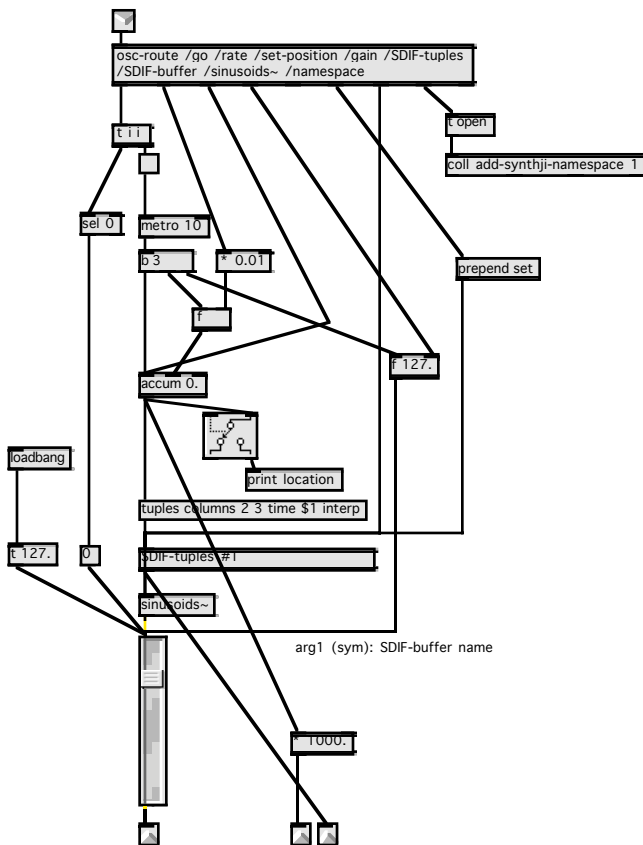 osc-route /go /rate /set-position /gain /SDIF-tuples
/SDIF-buffer /sinusoids~ /namespace
t i i
t open
coll add-synthji-namespace 1
sel 0
metro 10
b 3
* 0.01
prepend set
f
f 127.
accum 0.
loadbang
print location
tuples columns 2 3 time $1 interp
t 127.
0
SDIF-tuples #1
sinusoids~
arg1 (sym): SDIF-buffer name
* 1000.